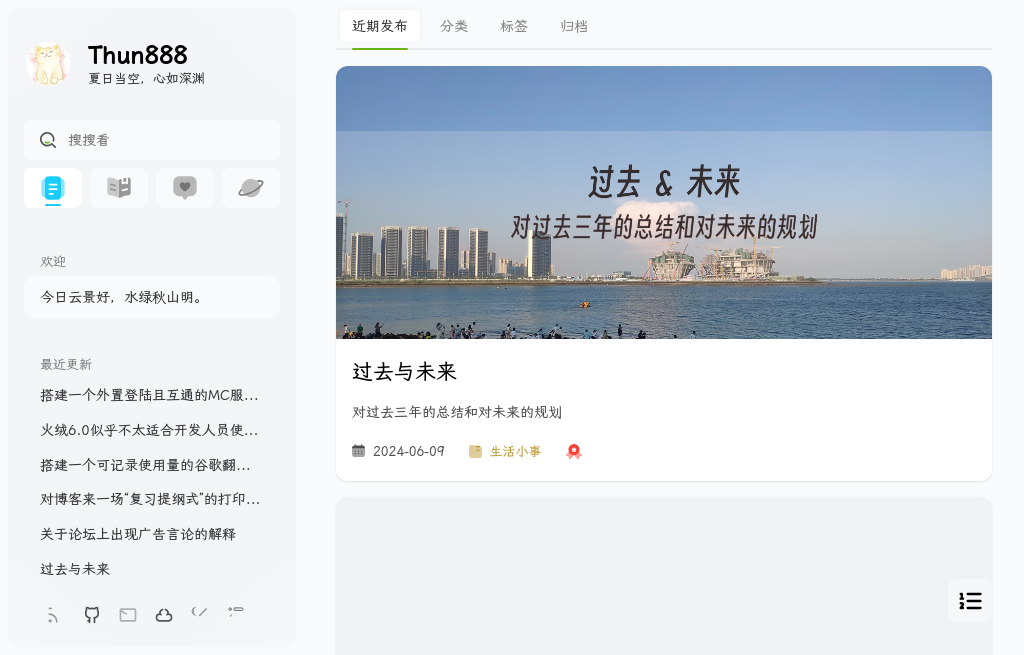 Thun888
夏日当空，心如深渊
搜搜看
欢迎
今日云景好，水绿秋山明。
最近更新
搭建一个外置登陆且互通的MC服...
火绒6.0似乎不太适合开发人员使...
搭建一个可记录使用量的谷歌翻...
对博客来一场“复习提纲式”的打印...
关于论坛上出现广告言论的解释
过去与未来
近期发布
分类
标签
归档
过去 & 未来
对过去三年的总结和对未来的规划
过去与未来
对过去三年的总结和对未来的规划
2024-06-09
生活小事